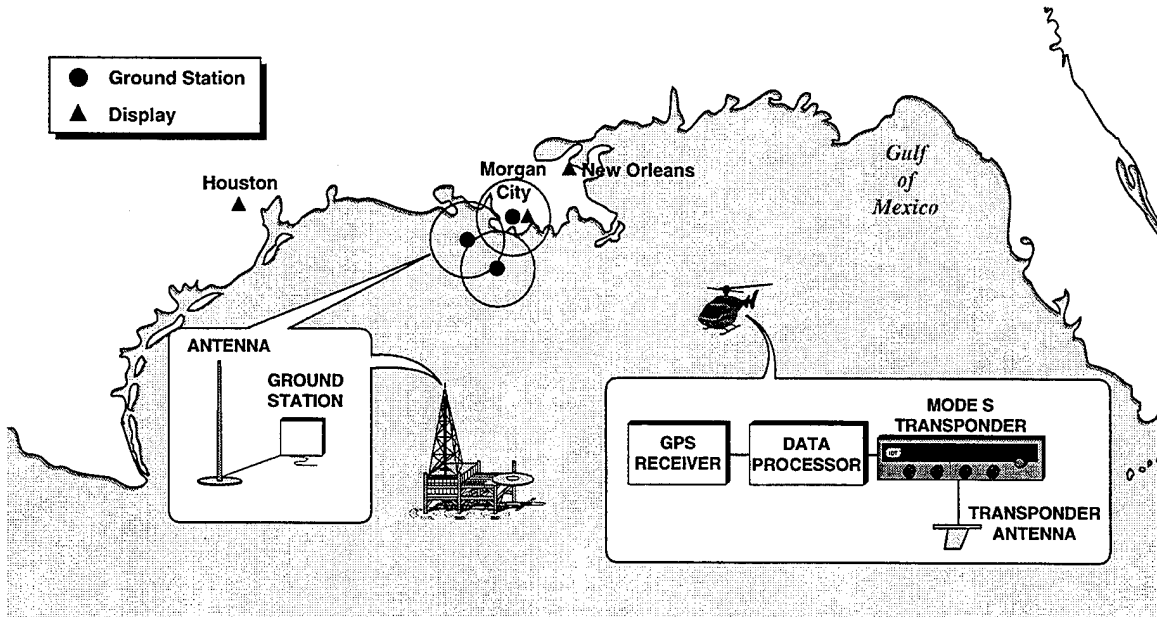 Ground Station
Display
Houston
Morgan
City
New Orleans
Gulf
of
Mexico
ANTENNA
GROUND
STATION
GPS
RECEIVER
DATA
PROCESSOR
MODE S
TRANSPONDER
IDT
TRANSPONDER
ANTENNA